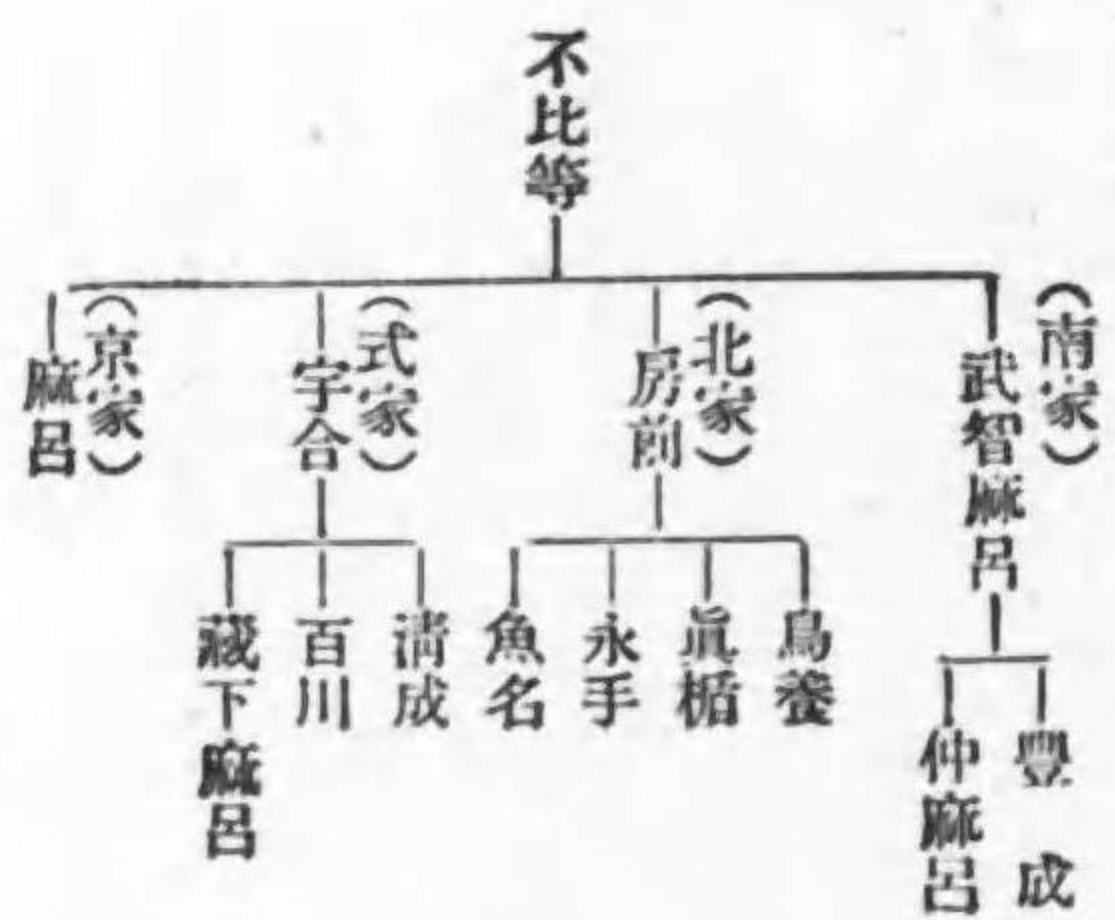 不比等
(南家)
武智麻呂
豐成
仲麻呂
(北家)
房前
鳥養
眞楯
永手
魚名
(式家)
宇合
淸成
百川
藏下麻呂
(京家)
麻呂